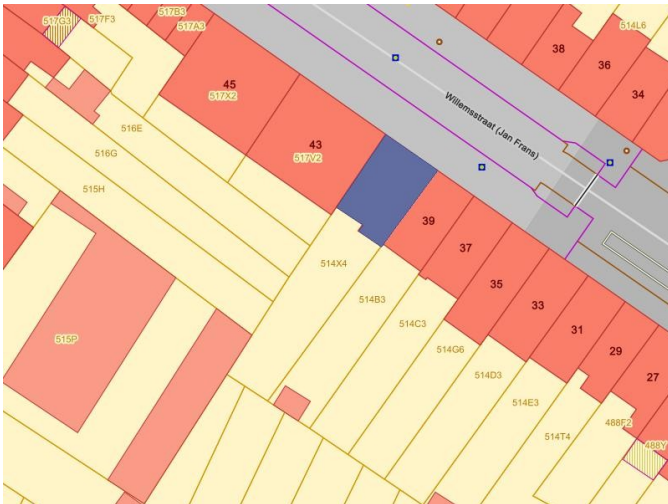 517G3
517F3
517B3
517A3
514L6
38
36
34
45
517X2
Willemsstraat (Jan Frans)
516E
43
517V2
516G
515H
39
37
514X4
35
514B3
33
514C3
31
515P
514G6
29
514D3
27
514E3
488F2
514T4
488Y